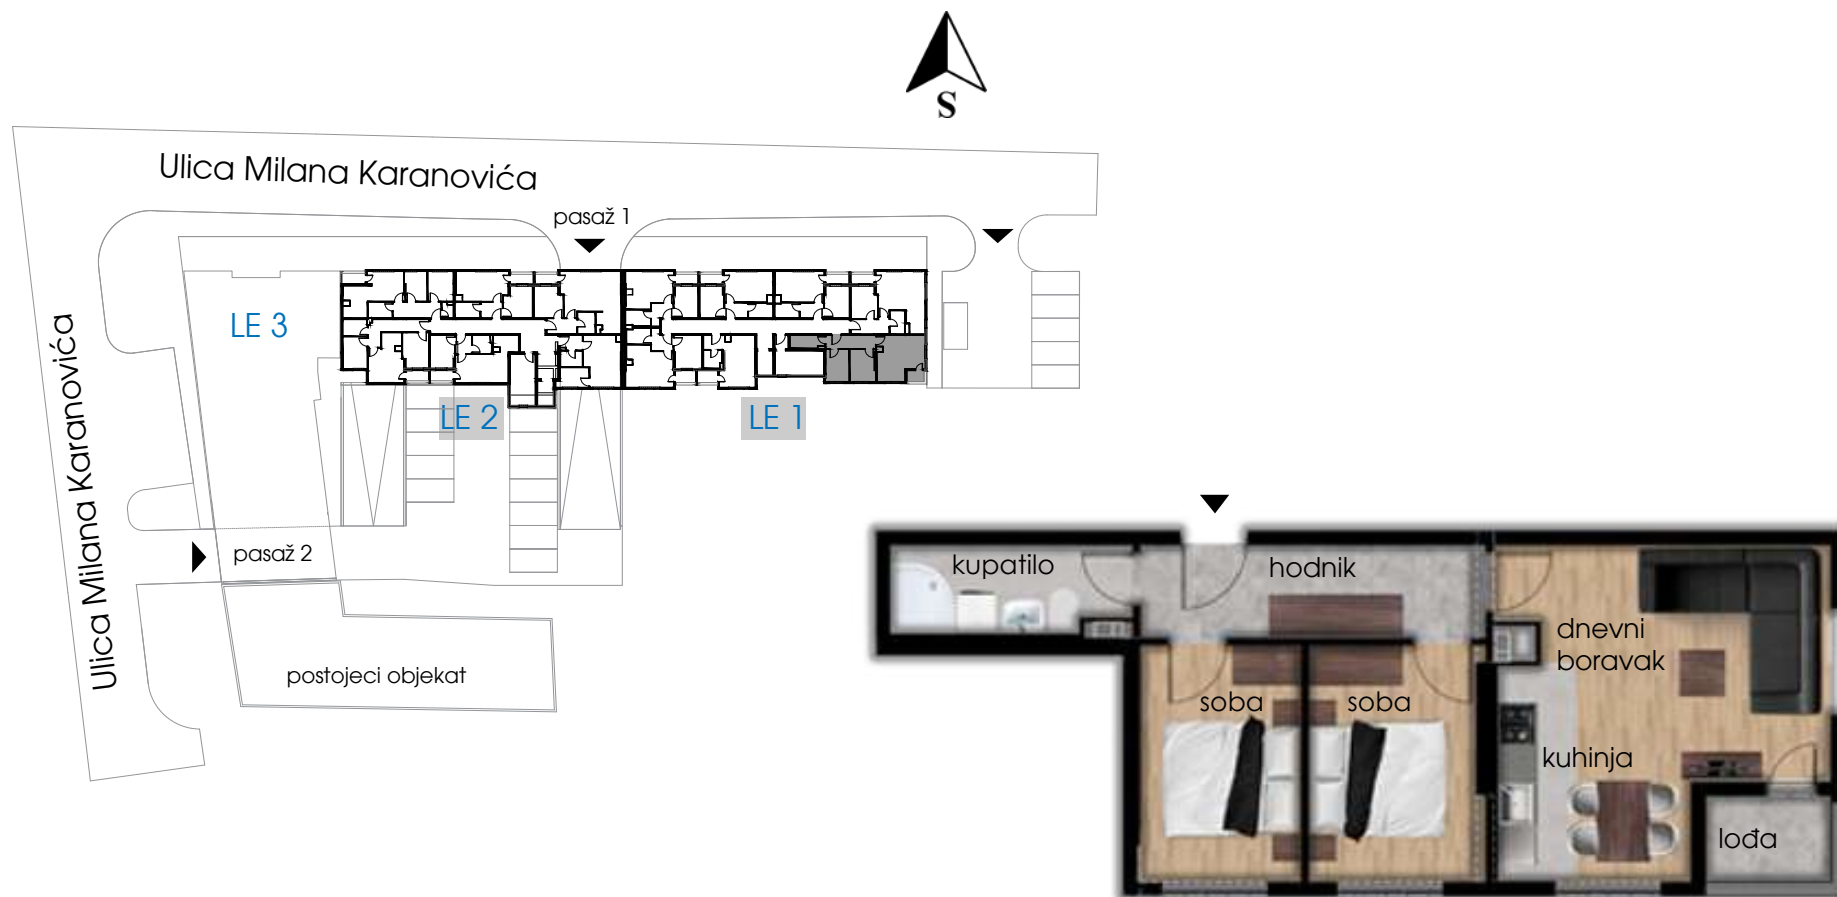 S
Ulica Milana Karanovića
pasaž 1
LE 3
Ulica Milana Karanovića
LE 2
LE 1
pasaž 2
postojeci objekat
kupatilo
hodnik
dnevni
boravak
soba
soba
kuhinja
lođa